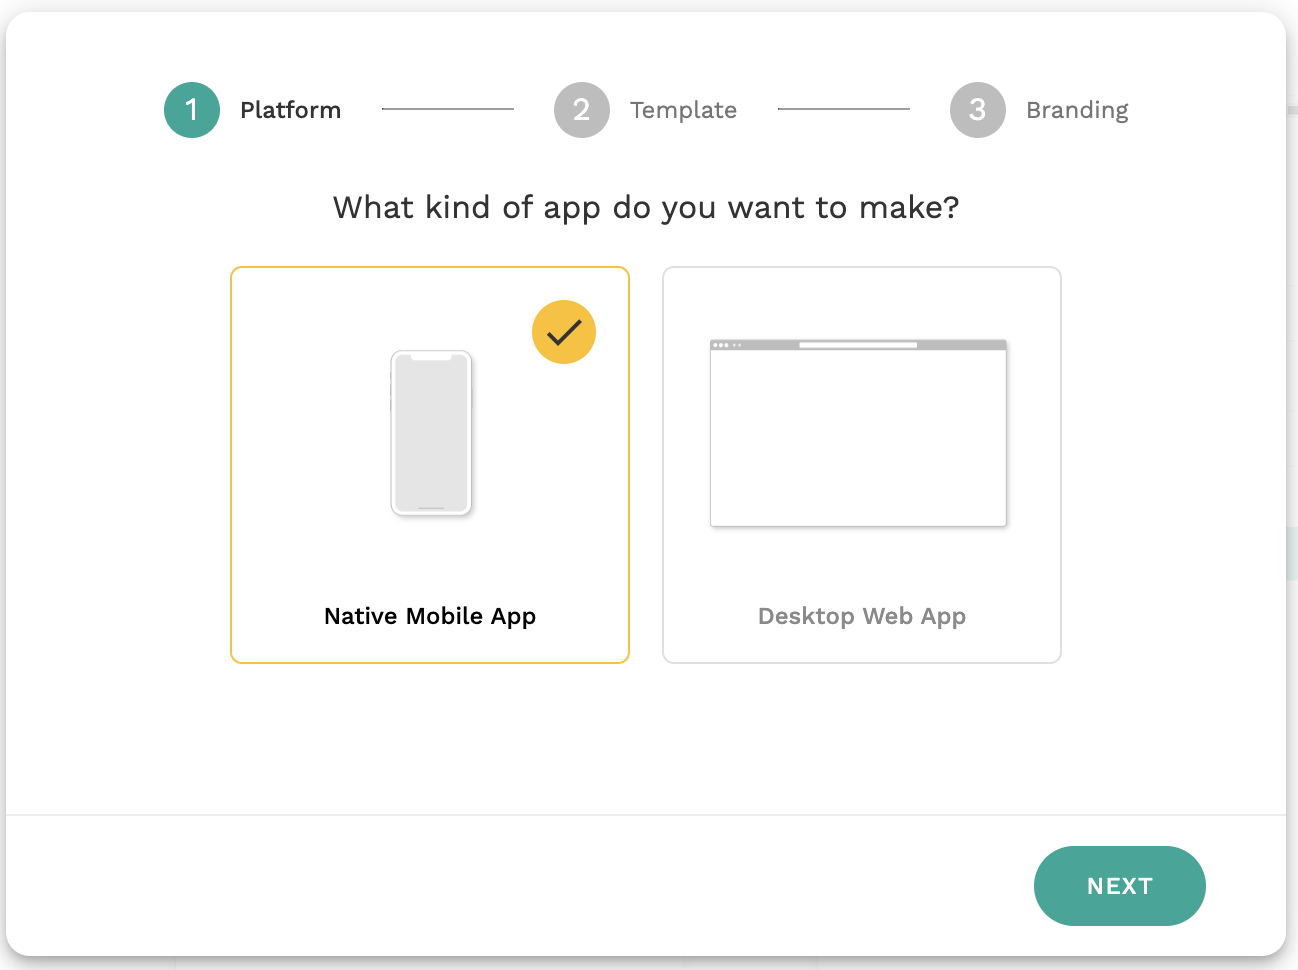 1 Platform 2 Template 3 Branding
What kind of app do you want to make?
Native Mobile App
Desktop Web App
NEXT